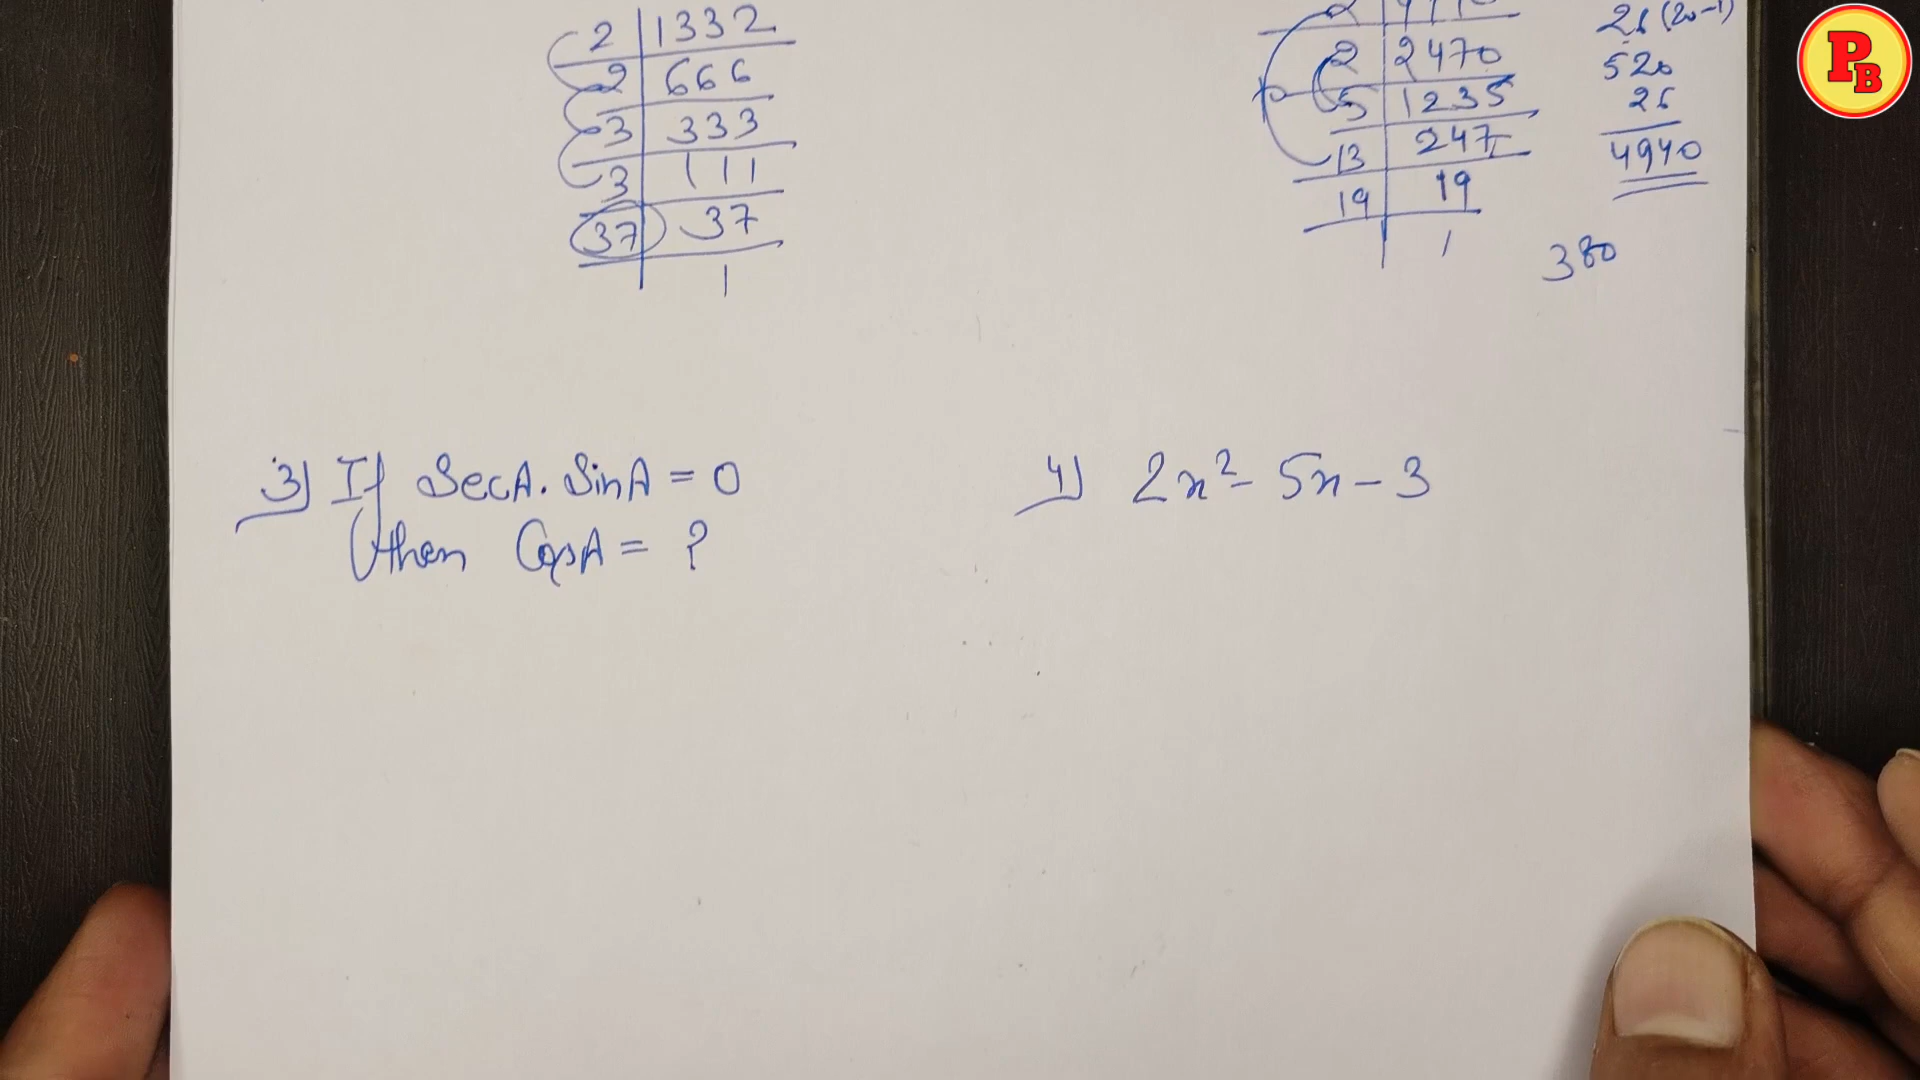 2 | 1332
2 | 666
3 | 333
3 | 111
37 | 37
1
2 | 2470
5 | 1235
13 | 247
19 | 19
1
26 (20-1)
520
26
4940
380
3) If SecA. SinA = 0
then CosA = ?
4) 2x² - 5x - 3
PB